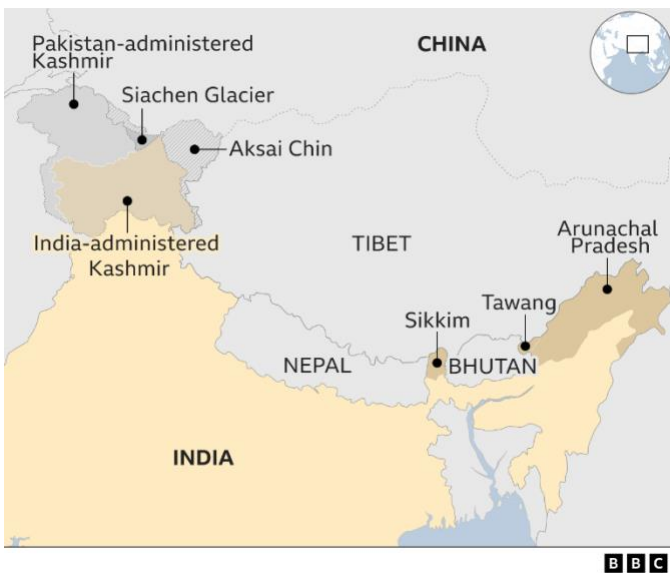 Pakistan-administered
Kashmir
CHINA
Siachen Glacier
Aksai Chin
India-administered
Kashmir
TIBET
Arunachal
Pradesh
Tawang
Sikkim
NEPAL
BHUTAN
INDIA
BBC